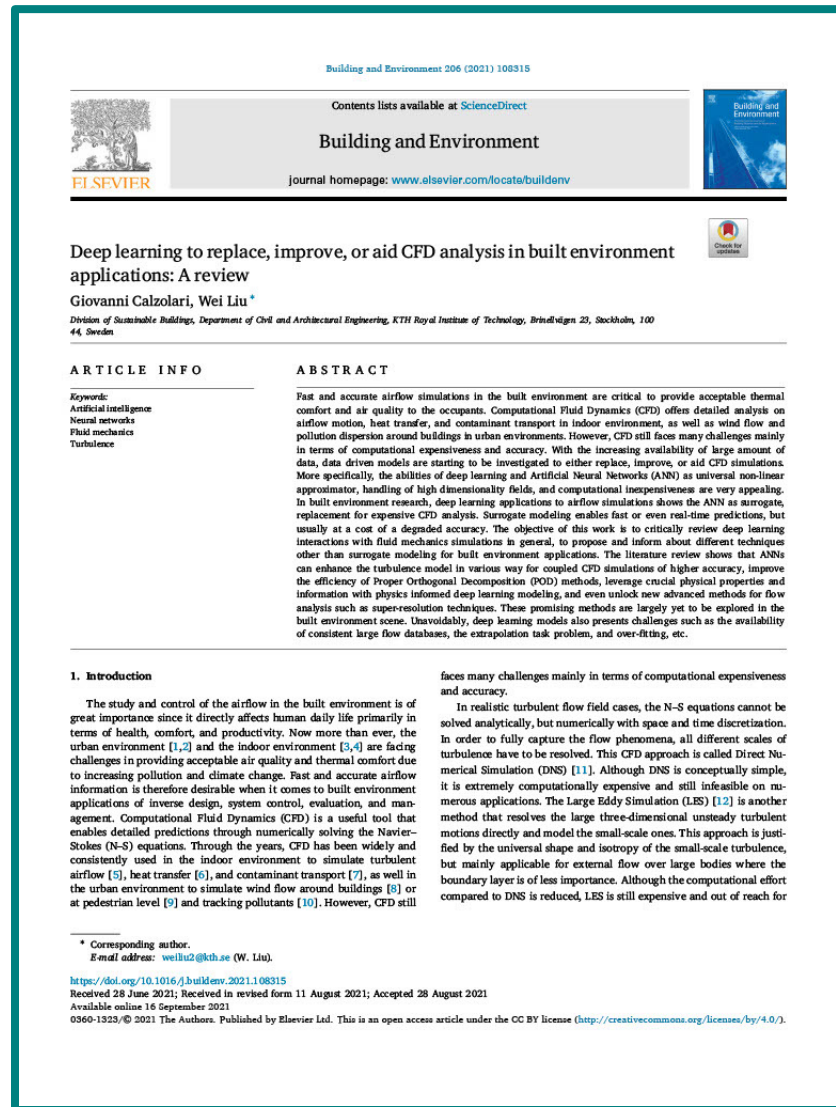 Building and Environment 206 (2021) 108315
Contents lists available at ScienceDirect
Building and Environment
journal homepage: www.elsevier.com/locate/buildenv
ELSEVIER
Building and
Environment
Check for
updates
Deep learning to replace, improve, or aid CFD analysis in built environment
applications: A review
Giovanni Calzolari, Wei Liu *
Division of Sustainable Buildings, Department of Civil and Architectural Engineering, KTH Royal Institute of Technology, Brinellvägen 23, Stockholm, 100
44, Sweden
ARTICLE INFO
Keywords:
Artificial intelligence
Neural networks
Fluid mechanics
Turbulence
ABSTRACT
Fast and accurate airflow simulations in the built environment are critical to provide acceptable thermal
comfort and air quality to the occupants. Computational Fluid Dynamics (CFD) offers detailed analysis on
airflow motion, heat transfer, and contaminant transport in indoor environment, as well as wind flow and
pollution dispersion around buildings in urban environments. However, CFD still faces many challenges mainly
in terms of computational expensiveness and accuracy. With the increasing availability of large amount of
data, data driven models are starting to be investigated to either replace, improve, or aid CFD simulations.
More specifically, the abilities of deep learning and Artificial Neural Networks (ANN) as universal non-linear
approximator, handling of high dimensionality fields, and computational inexpensiveness are very appealing.
In built environment research, deep learning applications to airflow simulations shows the ANN as surrogate,
replacement for expensive CFD analysis. Surrogate modeling enables fast or even real-time predictions, but
usually at a cost of a degraded accuracy. The objective of this work is to critically review deep learning
interactions with fluid mechanics simulations in general, to propose and inform about different techniques
other than surrogate modeling for built environment applications. The literature review shows that ANNs
can enhance the turbulence model in various way for coupled CFD simulations of higher accuracy, improve
the efficiency of Proper Orthogonal Decomposition (POD) methods, leverage crucial physical properties and
information with physics informed deep learning modeling, and even unlock new advanced methods for flow
analysis such as super-resolution techniques. These promising methods are largely yet to be explored in the
built environment scene. Unavoidably, deep learning models also presents challenges such as the availability
of consistent large flow databases, the extrapolation task problem, and over-fitting, etc.
1. Introduction
The study and control of the airflow in the built environment is of
great importance since it directly affects human daily life primarily in
terms of health, comfort, and productivity. Now more than ever, the
urban environment [1,2] and the indoor environment [3,4] are facing
challenges in providing acceptable air quality and thermal comfort due
to increasing pollution and climate change. Fast and accurate airflow
information is therefore desirable when it comes to built environment
applications of inverse design, system control, evaluation, and man-
agement. Computational Fluid Dynamics (CFD) is a useful tool that
enables detailed predictions through numerically solving the Navier–
Stokes (N–S) equations. Through the years, CFD has been widely and
consistently used in the indoor environment to simulate turbulent
airflow [5], heat transfer [6], and contaminant transport [7], as well in
the urban environment to simulate wind flow around buildings [8] or
at pedestrian level [9] and tracking pollutants [10]. However, CFD still
faces many challenges mainly in terms of computational expensiveness
and accuracy.
In realistic turbulent flow field cases, the N–S equations cannot be
solved analytically, but numerically with space and time discretization.
In order to fully capture the flow phenomena, all different scales of
turbulence have to be resolved. This CFD approach is called Direct Nu-
merical Simulation (DNS) [11]. Although DNS is conceptually simple,
it is extremely computationally expensive and still infeasible on nu-
merous applications. The Large Eddy Simulation (LES) [12] is another
method that resolves the large three-dimensional unsteady turbulent
motions directly and model the small-scale ones. This approach is justi-
fied by the universal shape and isotropy of the small-scale turbulence,
but mainly applicable for external flow over large bodies where the
boundary layer is of less importance. Although the computational effort
compared to DNS is reduced, LES is still expensive and out of reach for
* Corresponding author.
E-mail address: weiliu2@kth.se (W. Liu).
https://doi.org/10.1016/j.buildenv.2021.108315
Received 28 June 2021; Received in revised form 11 August 2021; Accepted 28 August 2021
Available online 16 September 2021
0360-1323/© 2021 The Authors. Published by Elsevier Ltd. This is an open access article under the CC BY license (http://creativecommons.org/licenses/by/4.0/).